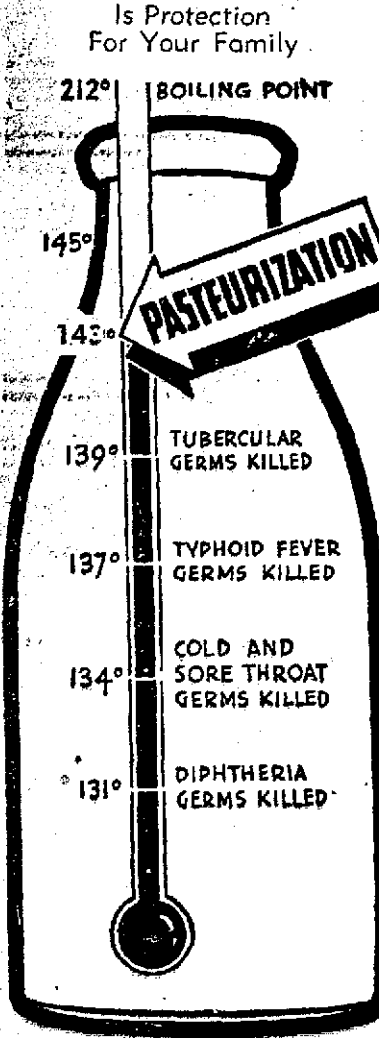 Is Protection
For Your Family
212° BOILING POINT
145°
PASTEURIZATION
143°
139° TUBERCULAR
GERMS KILLED
137° TYPHOID FEVER
GERMS KILLED
134° COLD AND
SORE THROAT
GERMS KILLED
131° DIPHTHERIA
GERMS KILLED